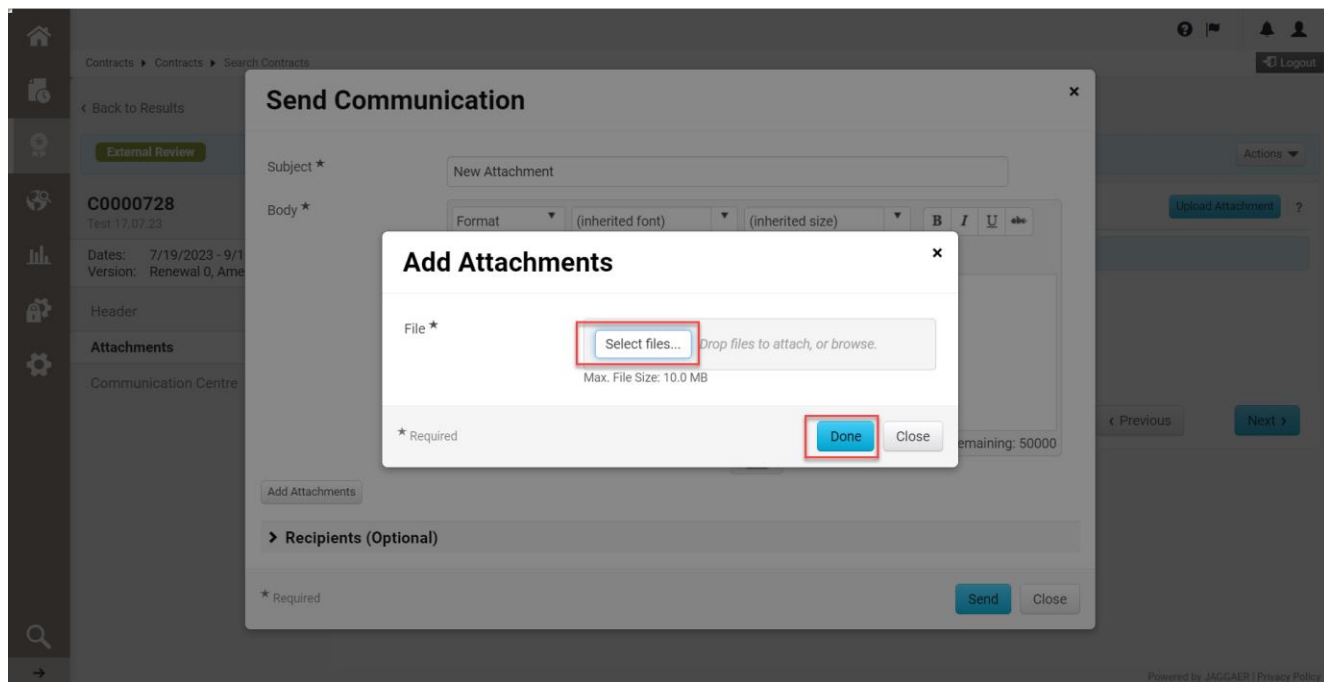 Contracts ▸ Contracts ▸ Search Contracts
Logout
‹ Back to Results
External Review
Actions
C0000728
Test 17.07.23
Upload Attachment ?
Dates: 7/19/2023 - 9/1
Version: Renewal 0, Ame
Header
Attachments
Communication Centre
‹ Previous
Next ›
Send Communication ×
Subject ★
New Attachment
Body ★
Format (inherited font) (inherited size) B I U abc
emaining: 50000
Add Attachments ×
File ★
Select files... Drop files to attach, or browse.
Max. File Size: 10.0 MB
★ Required
Done Close
Add Attachments
Recipients (Optional)
★ Required
Send Close
Powered by JAGGAER | Privacy Policy